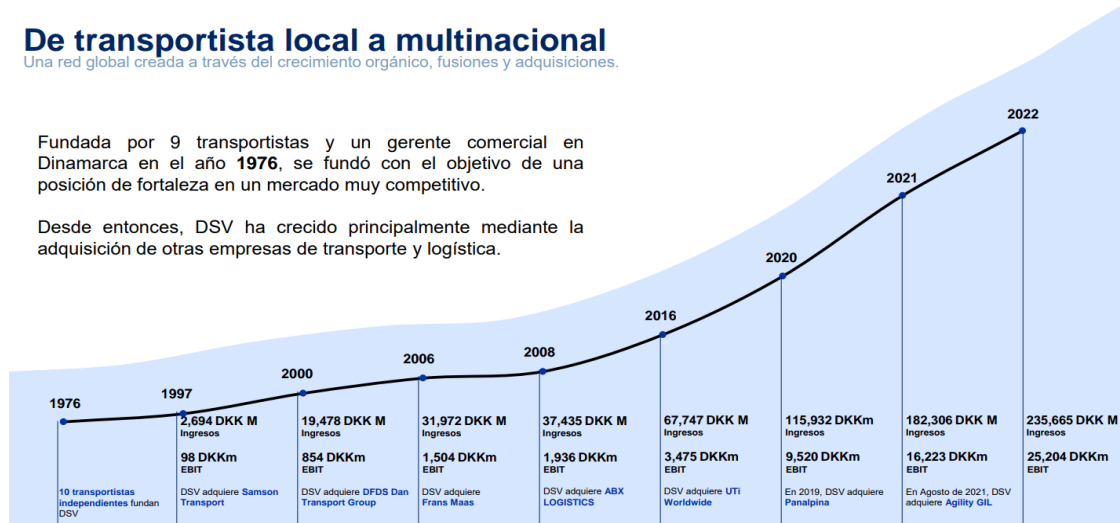 De transportista local a multinacional
Una red global creada a través del crecimiento orgánico, fusiones y adquisiciones.
Fundada por 9 transportistas y un gerente comercial en
Dinamarca en el año 1976, se fundó con el objetivo de una
posición de fortaleza en un mercado muy competitivo.
Desde entonces, DSV ha crecido principalmente mediante la
adquisición de otras empresas de transporte y logística.
1976
10 transportistas
independientes fundan
DSV
1997
2,694 DKK M
Ingresos
98 DKKm
EBIT
DSV adquiere Samson
Transport
2000
19,478 DKK M
Ingresos
854 DKKm
EBIT
DSV adquiere DFDS Dan
Transport Group
2006
31,972 DKK M
Ingresos
1,504 DKKm
EBIT
DSV adquiere
Frans Maas
2008
37,435 DKK M
Ingresos
1,936 DKKm
EBIT
DSV adquiere ABX
LOGISTICS
2016
67,747 DKK M
Ingresos
3,475 DKKm
EBIT
DSV adquiere UTi
Worldwide
2020
115,932 DKKm
Ingresos
9,520 DKKm
EBIT
En 2019, DSV adquiere
Panalpina
2021
182,306 DKK M
Ingresos
16,223 DKKm
EBIT
En Agosto de 2021, DSV
adquiere Agility GIL
2022
235,665 DKK M
Ingresos
25,204 DKKm
EBIT